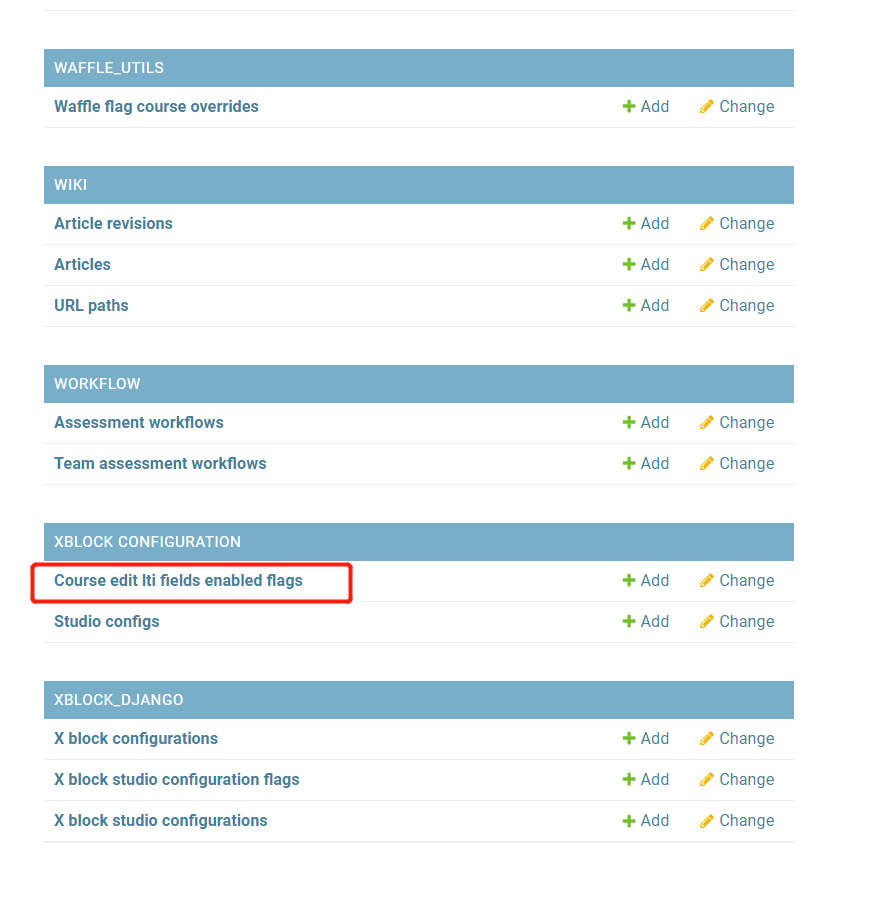 WAFFLE_UTILS
Waffle flag course overrides Add Change
WIKI
Article revisions Add Change
Articles Add Change
URL paths Add Change
WORKFLOW
Assessment workflows Add Change
Team assessment workflows Add Change
XBLOCK CONFIGURATION
Course edit lti fields enabled flags Add Change
Studio configs Add Change
XBLOCK_DJANGO
X block configurations Add Change
X block studio configuration flags Add Change
X block studio configurations Add Change